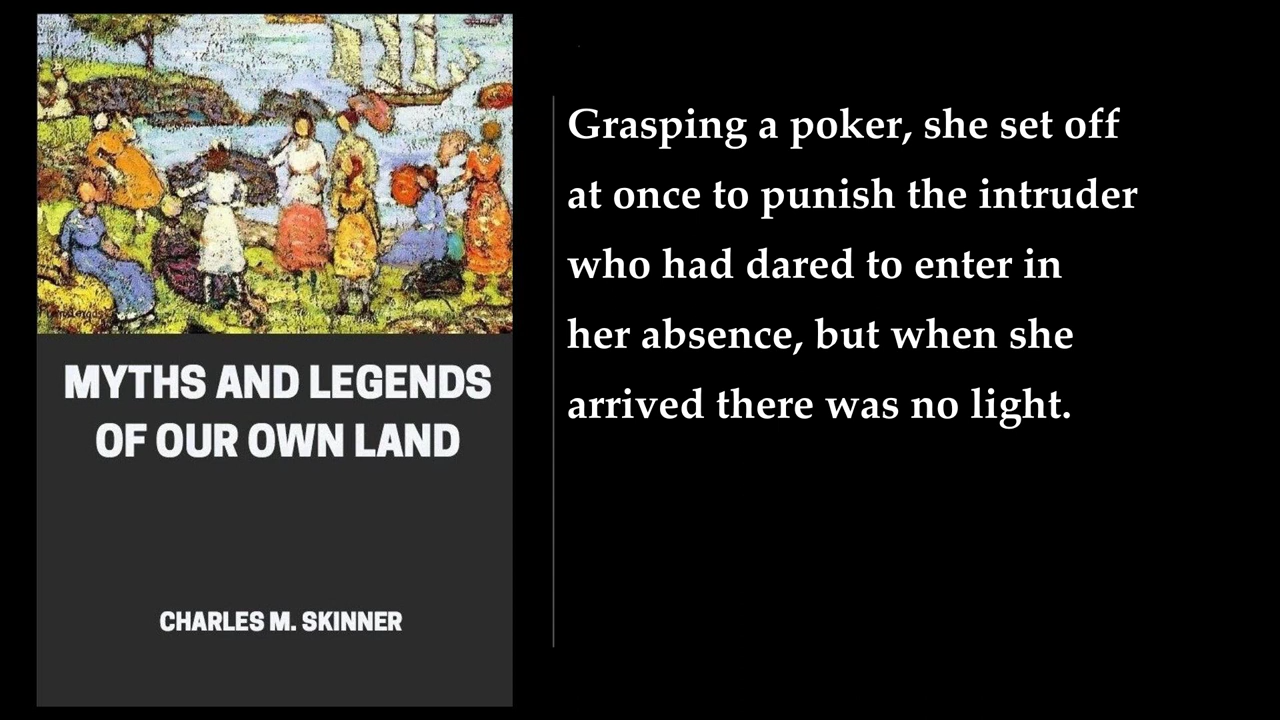 MYTHS AND LEGENDS
OF OUR OWN LAND
CHARLES M. SKINNER
Grasping a poker, she set off
at once to punish the intruder
who had dared to enter in
her absence, but when she
arrived there was no light.